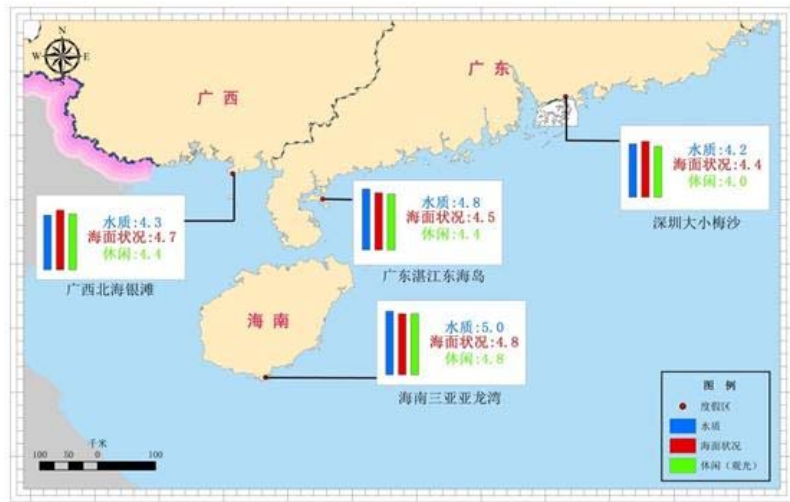 N
W
E
S
广西
广东
水质:4.2
海面状况:4.4
休闲:4.0
深圳大小梅沙
水质:4.8
海面状况:4.5
休闲:4.4
广东湛江东海岛
水质:4.3
海面状况:4.7
休闲:4.4
广西北海银滩
海南
水质:5.0
海面状况:4.8
休闲:4.8
海南三亚亚龙湾
图 例
度假区
水质
海面状况
休闲（观光）
千米
100 50 0 100